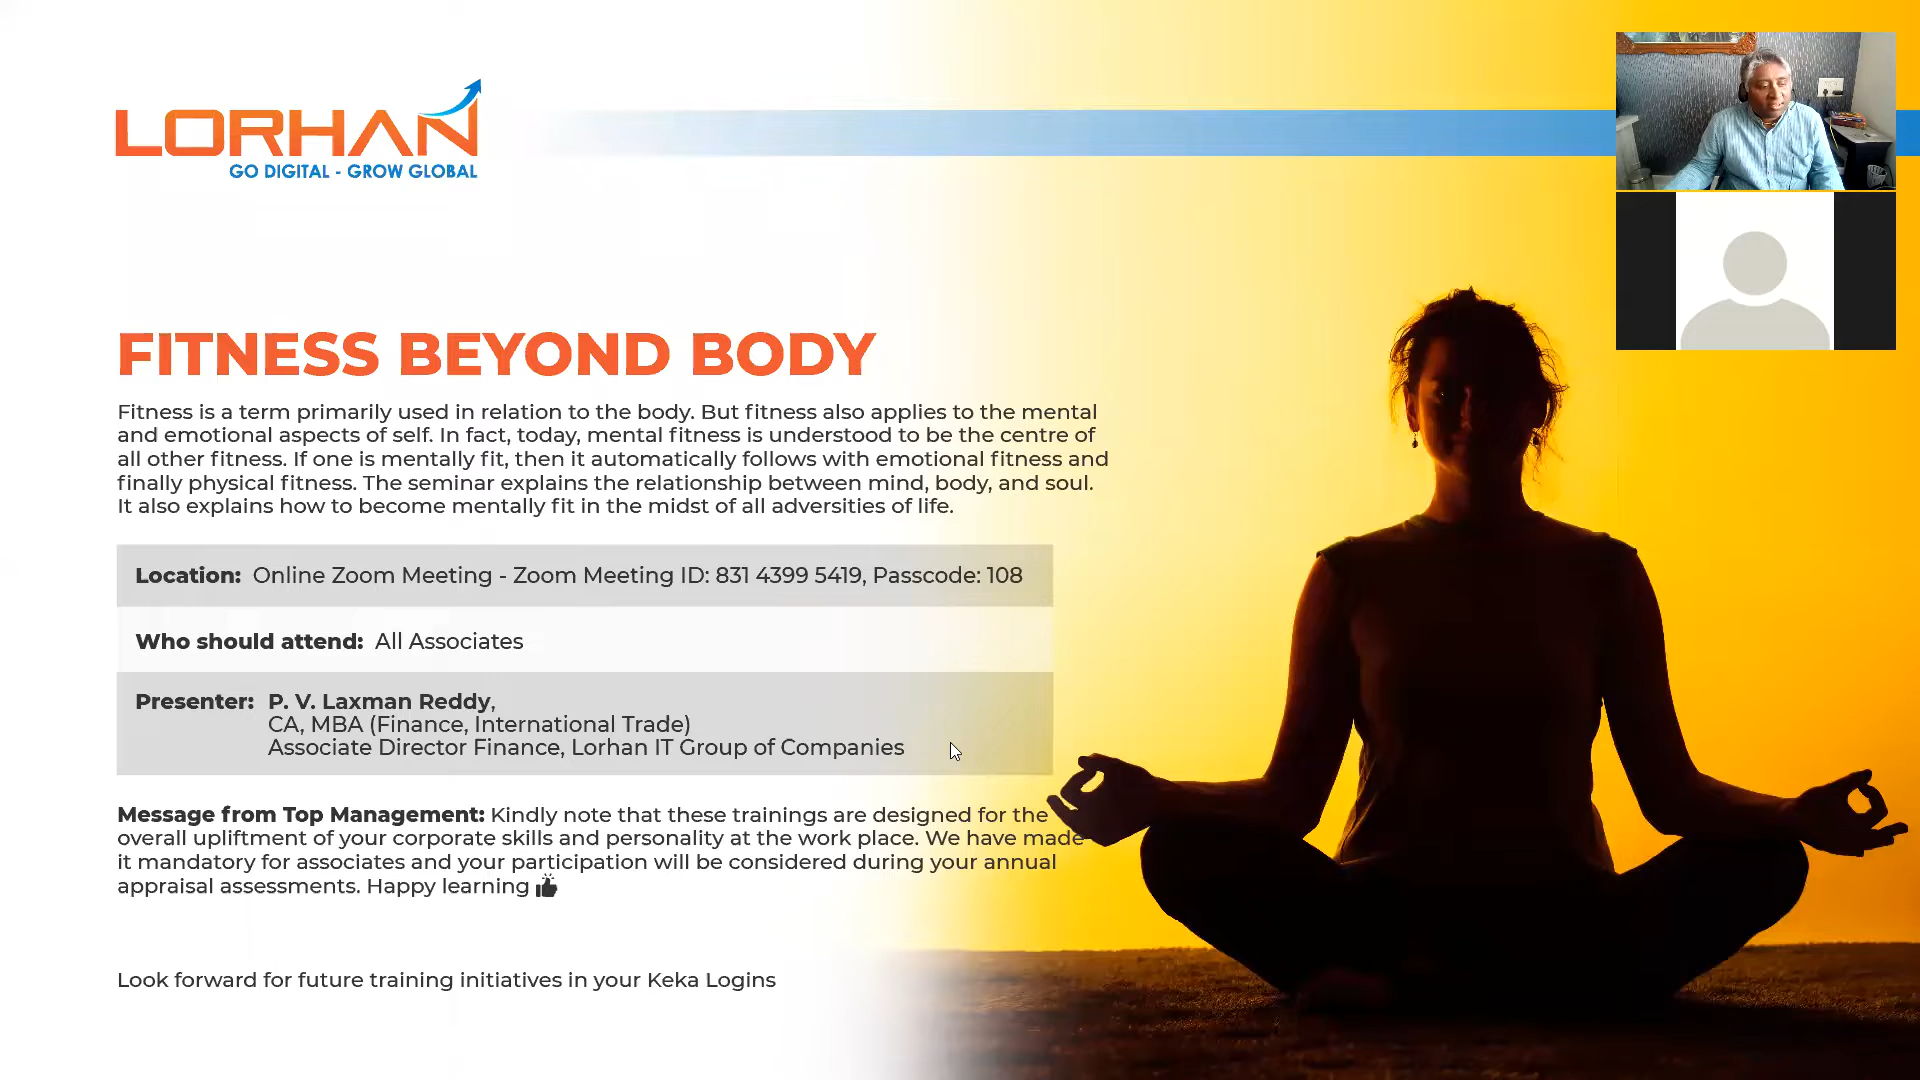 LORHAN
GO DIGITAL - GROW GLOBAL
FITNESS BEYOND BODY
Fitness is a term primarily used in relation to the body. But fitness also applies to the mental
and emotional aspects of self. In fact, today, mental fitness is understood to be the centre of
all other fitness. If one is mentally fit, then it automatically follows with emotional fitness and
finally physical fitness. The seminar explains the relationship between mind, body, and soul.
It also explains how to become mentally fit in the midst of all adversities of life.
Location: Online Zoom Meeting - Zoom Meeting ID: 831 4399 5419, Passcode: 108
Who should attend: All Associates
Presenter: P. V. Laxman Reddy,
CA, MBA (Finance, International Trade)
Associate Director Finance, Lorhan IT Group of Companies
Message from Top Management: Kindly note that these trainings are designed for the
overall upliftment of your corporate skills and personality at the work place. We have made
it mandatory for associates and your participation will be considered during your annual
appraisal assessments. Happy learning
Look forward for future training initiatives in your Keka Logins